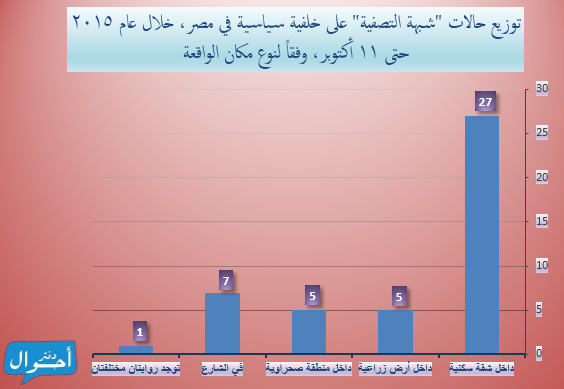 توزيع حالات "شبهة التصفية" على خلفية سياسية في مصر، خلال عام ٢٠١٥
حتى ١١ أكتوبر، وفقاً لنوع مكان الواقعة
30
25
20
15
10
5
0
27
5
5
7
1
داخل شقة سكنية
داخل أرض زراعية
داخل منطقة صحراوية
في الشارع
توجد روايتان مختلفتان
دفتر
أحوال